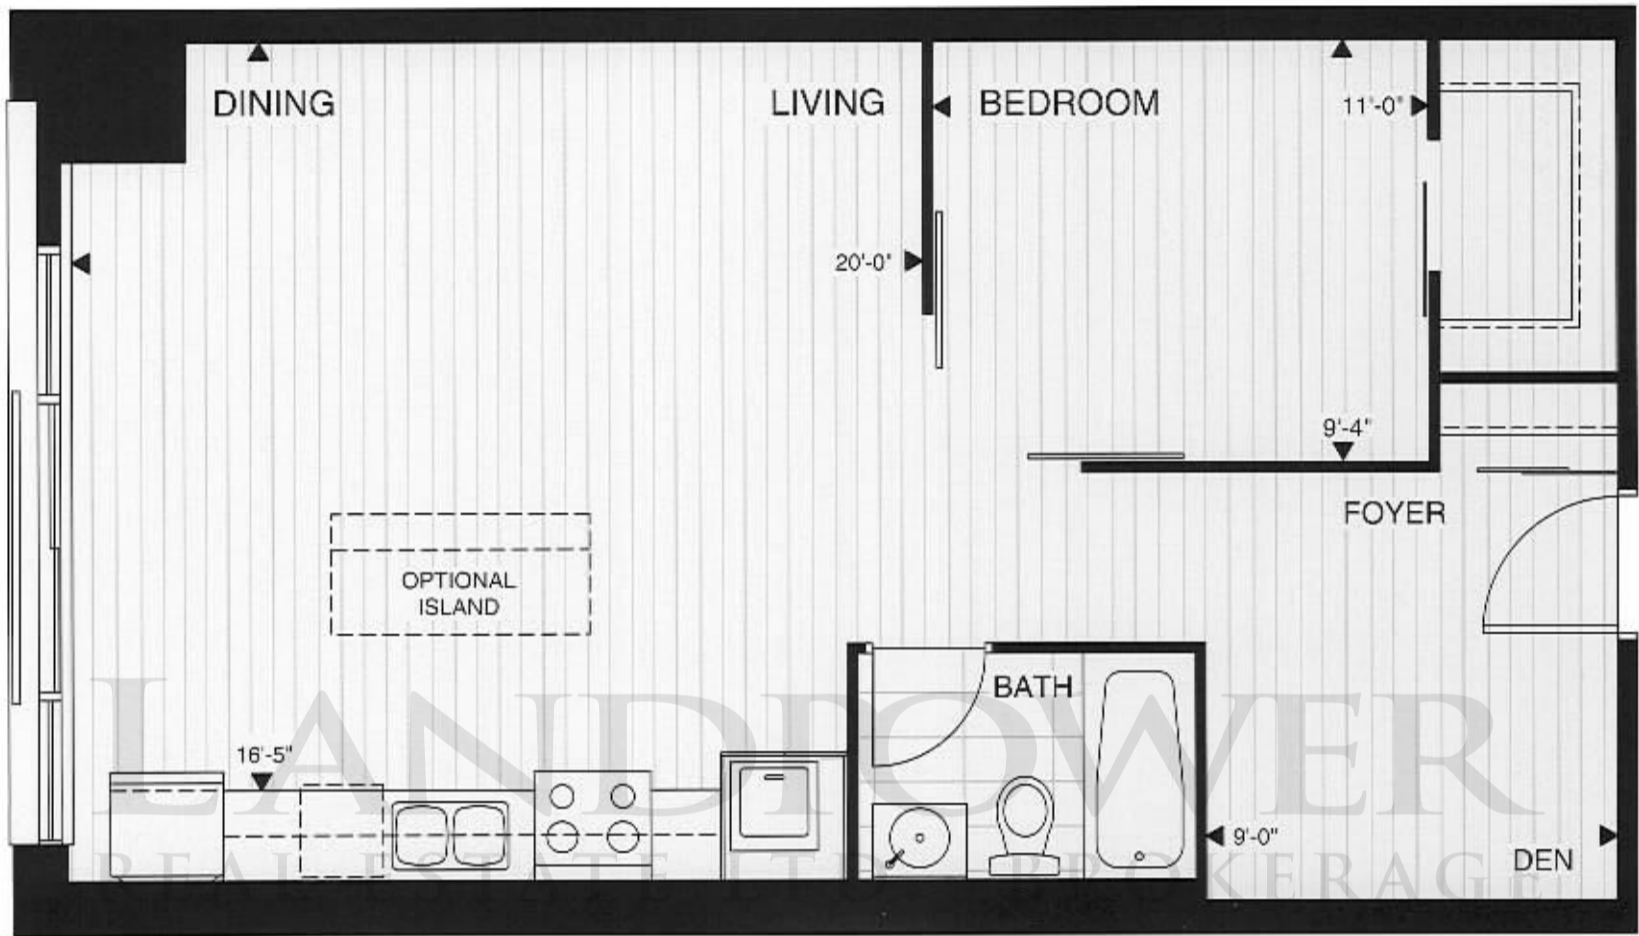 DINING
LIVING
BEDROOM
11'-0"
20'-0"
9'-4"
FOYER
OPTIONAL
ISLAND
BATH
16'-5"
9'-0"
DEN
LANDPOWER
REAL ESTATE LTD. BROKERAGE